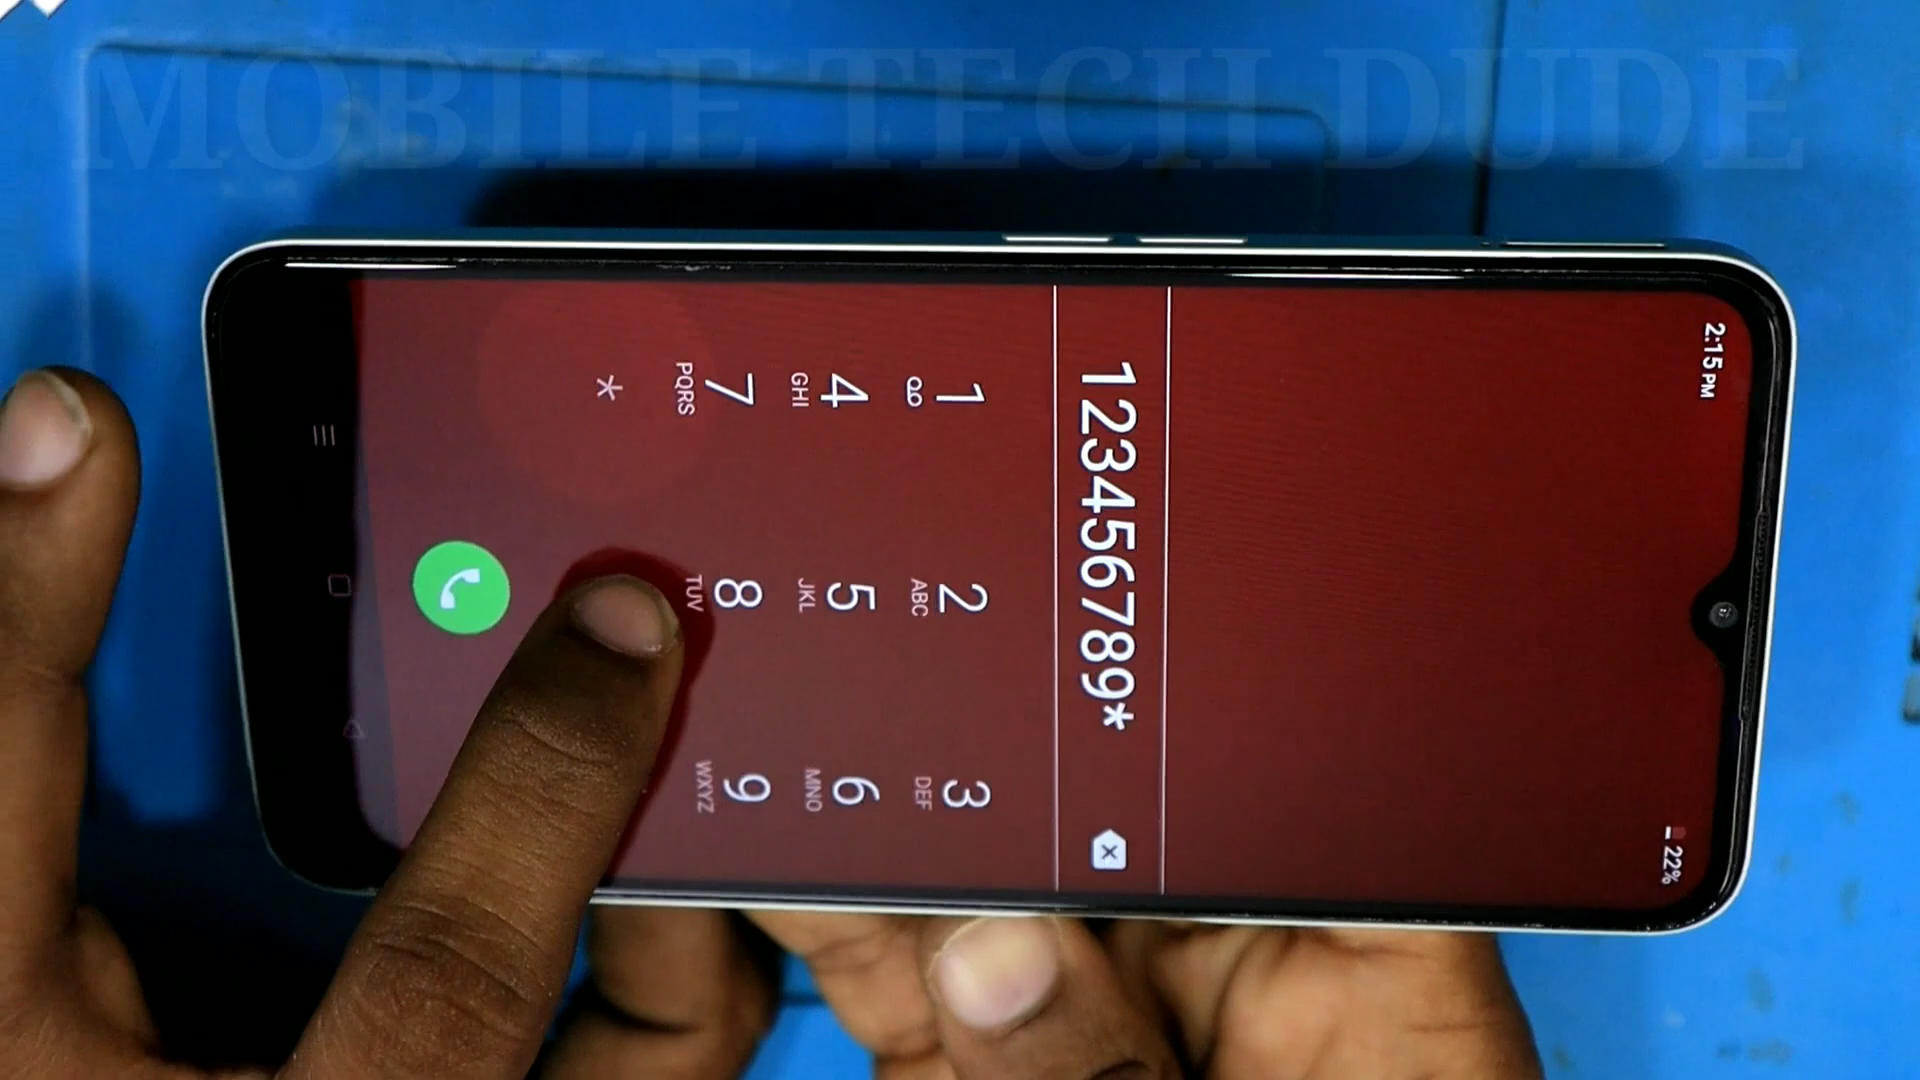 MOBILE TECH DUDE
2:15 PM
22%
123456789*
1
2 ABC
3 DEF
4 GHI
5 JKL
6 MNO
7 PQRS
8 TUV
9 WXYZ
*